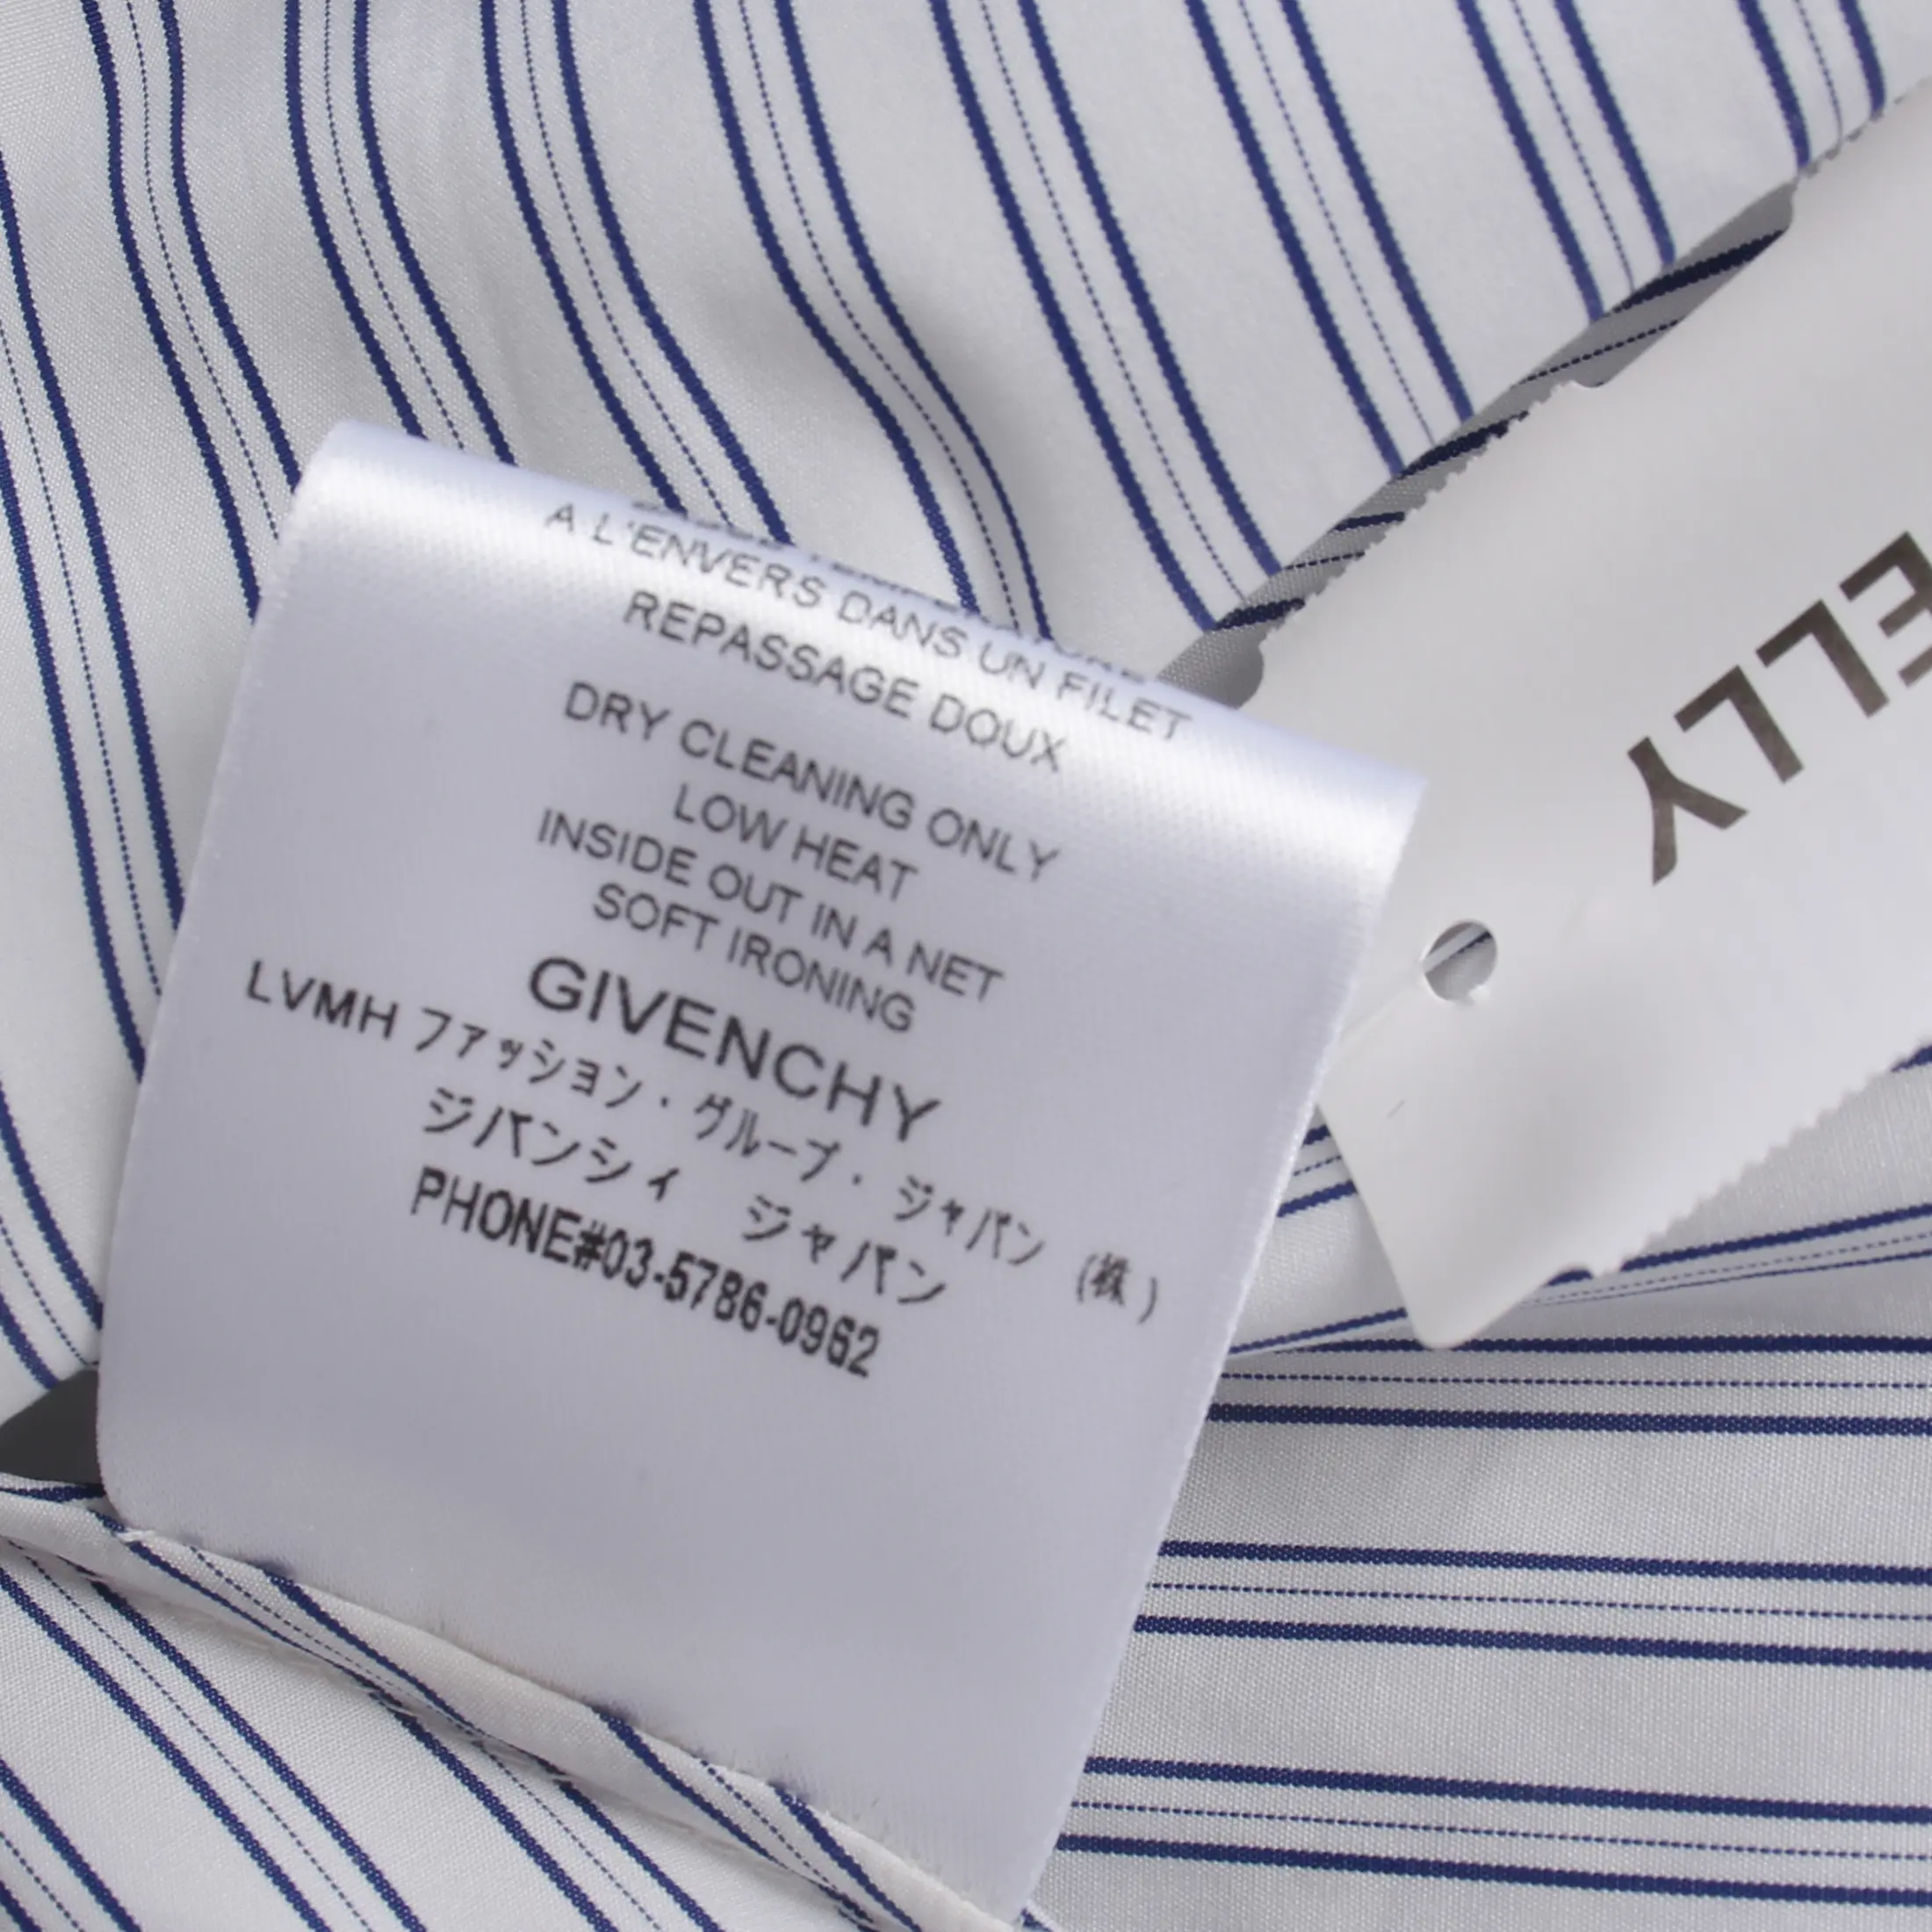 A L'ENVERS DANS UN FILET
REPASSAGE DOUX
DRY CLEANING ONLY
LOW HEAT
INSIDE OUT IN A NET
SOFT IRONING
GIVENCHY
LVMH ファッション・グループ・ジャパン (株)
ジバンシィ ジャパン
PHONE#03-5786-0962
ELLY